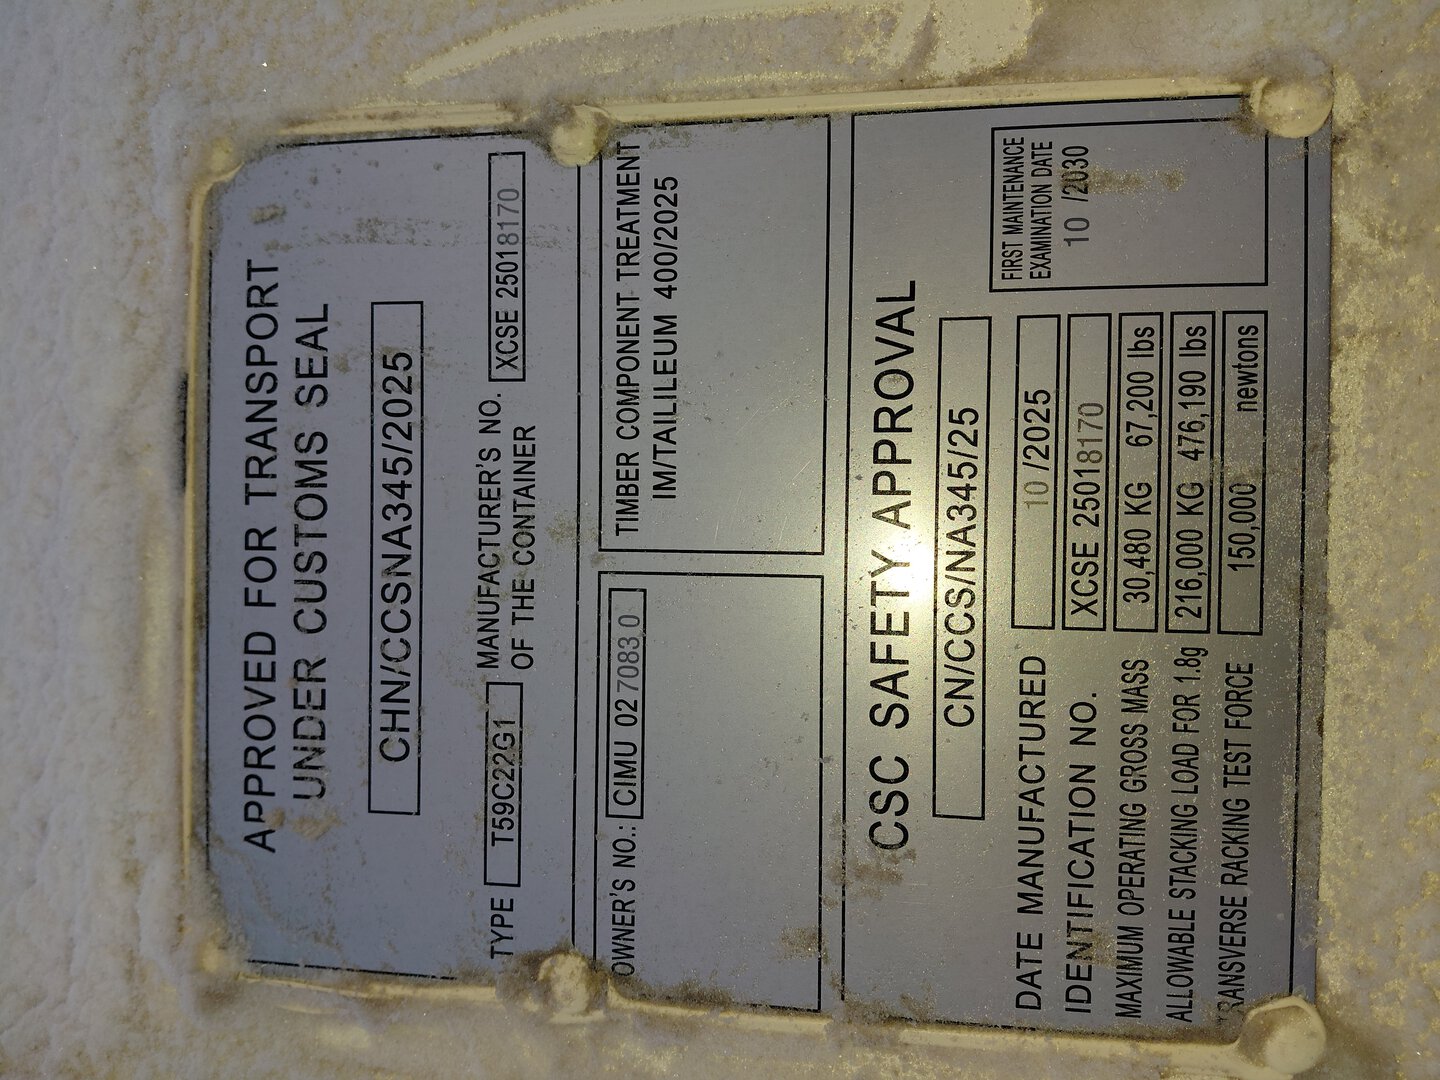 APPROVED FOR TRANSPORT
UNDER CUSTOMS SEAL
CHN/CCSNA345/2025
TYPE T59C22G1 MANUFACTURER'S NO.
OF THE CONTAINER XCSE 25018170
OWNER'S NO.: CIMU 027083 0
TIMBER COMPONENT TREATMENT
IM/TAILILEUM 400/2025
CSC SAFETY APPROVAL
CN/CCS/NA345/25
DATE MANUFACTURED 10 /2025
IDENTIFICATION NO. XCSE 25018170
MAXIMUM OPERATING GROSS MASS 30,480 KG 67,200 lbs
ALLOWABLE STACKING LOAD FOR 1.8g 216,000 KG 476,190 lbs
TRANSVERSE RACKING TEST FORCE 150,000 newtons
FIRST MAINTENANCE
EXAMINATION DATE
10 /2030